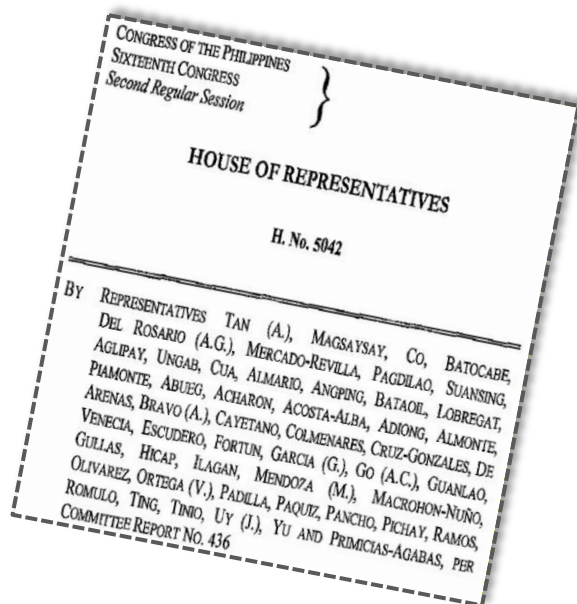 CONGRESS OF THE PHILIPPINES
SIXTEENTH CONGRESS
Second Regular Session
}
HOUSE OF REPRESENTATIVES
H. No. 5042
BY REPRESENTATIVES TAN (A.), MAGSAYSAY, CO, BATOCABE,
DEL ROSARIO (A.G.), MERCADO-REVILLA, PAGDILAO, SUANSING,
AGLIPAY, UNGAB, CUA, ALMARIO, ANGPING, BATAOIL, LOBREGAT,
PIAMONTE, ABUEG, ACHARON, ACOSTA-ALBA, ADIONG, ALMONTE,
ARENAS, BRAVO (A.), CAYETANO, COLMENARES, CRUZ-GONZALES, DE
VENECIA, ESCUDERO, FORTUN, GARCIA (G.), GO (A.C.), GUANLAO,
GULLAS, HICAP, ILAGAN, MENDOZA (M.), MACROHON-NUÑO,
OLIVAREZ, ORTEGA (V.), PADILLA, PAQUIZ, PANCHO, PICHAY, RAMOS,
ROMULO, TING, TINIO, UY (J.), YU AND PRIMICIAS-AGABAS, PER
COMMITTEE REPORT NO. 436